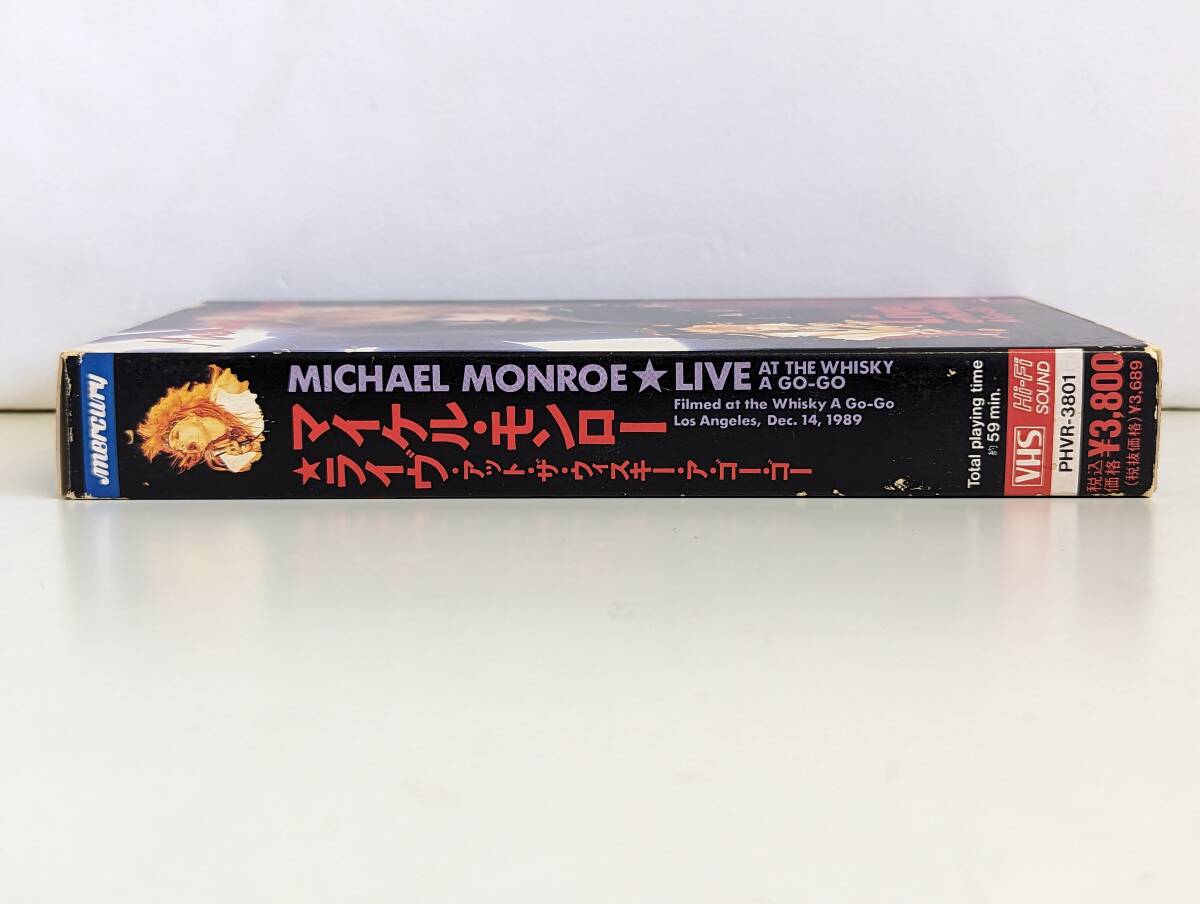 mercury
MICHAEL MONROE★LIVE AT THE WHISKY
A GO-GO
Filmed at the Whisky A Go-Go
Los Angeles, Dec. 14, 1989
マイケル・モンロー
★ライヴ・アット・ザ・ウィスキー・ア・ゴー・ゴー
Total playing time
約59min.
VHS Hi-Fi
SOUND
PHVR-3801
税込
価格 ¥3,800
(税抜価格)¥3,689